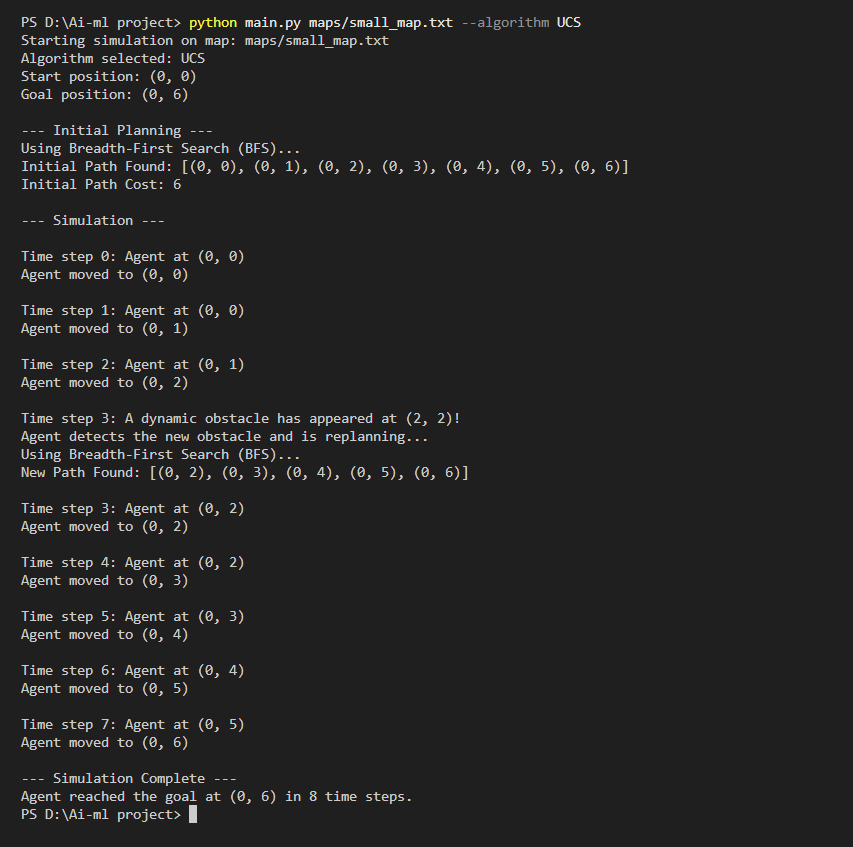 PS D:\Ai-ml project> python main.py maps/small_map.txt --algorithm UCS
Starting simulation on map: maps/small_map.txt
Algorithm selected: UCS
Start position: (0, 0)
Goal position: (0, 6)
--- Initial Planning ---
Using Breadth-First Search (BFS)...
Initial Path Found: [(0, 0), (0, 1), (0, 2), (0, 3), (0, 4), (0, 5), (0, 6)]
Initial Path Cost: 6
--- Simulation ---
Time step 0: Agent at (0, 0)
Agent moved to (0, 0)
Time step 1: Agent at (0, 0)
Agent moved to (0, 1)
Time step 2: Agent at (0, 1)
Agent moved to (0, 2)
Time step 3: A dynamic obstacle has appeared at (2, 2)!
Agent detects the new obstacle and is replanning...
Using Breadth-First Search (BFS)...
New Path Found: [(0, 2), (0, 3), (0, 4), (0, 5), (0, 6)]
Time step 3: Agent at (0, 2)
Agent moved to (0, 2)
Time step 4: Agent at (0, 2)
Agent moved to (0, 3)
Time step 5: Agent at (0, 3)
Agent moved to (0, 4)
Time step 6: Agent at (0, 4)
Agent moved to (0, 5)
Time step 7: Agent at (0, 5)
Agent moved to (0, 6)
--- Simulation Complete ---
Agent reached the goal at (0, 6) in 8 time steps.
PS D:\Ai-ml project>